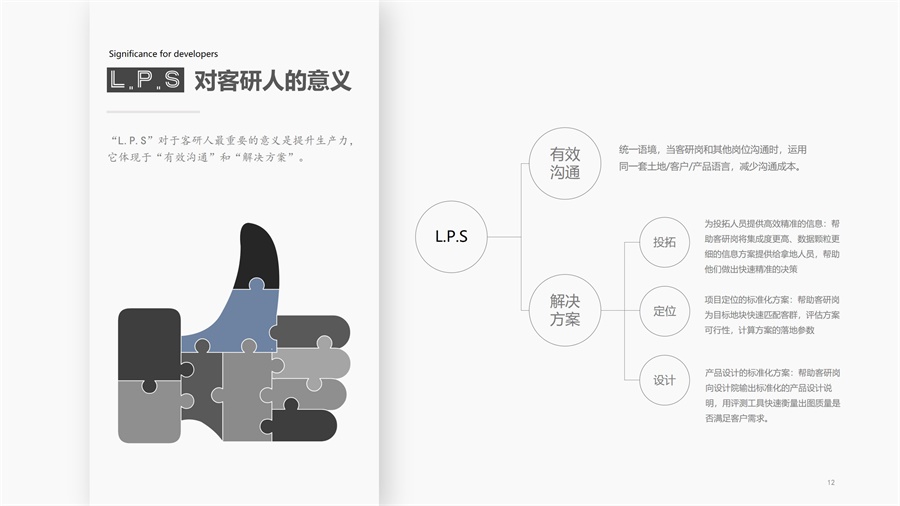 Significance for developers
L.P.S 对客研人的意义
“L.P.S”对于客研人最重要的意义是提升生产力，
它体现于“有效沟通”和“解决方案”。
L.P.S
有效
沟通
统一语境，当客研岗和其他岗位沟通时，运用
同一套土地/客户/产品语言，减少沟通成本。
解决
方案
投拓
为投拓人员提供高效精准的信息：帮
助客研岗将集成度更高、数据颗粒更
细的信息方案提供给拿地人员，帮助
他们做出快速精准的决策
定位
项目定位的标准化方案：帮助客研岗
为目标地块快速匹配客群，评估方案
可行性，计算方案的落地参数
设计
产品设计的标准化方案：帮助客研岗
向设计院输出标准化的产品设计说
明，用评测工具快速衡量出图质量是
否满足客户需求。
12